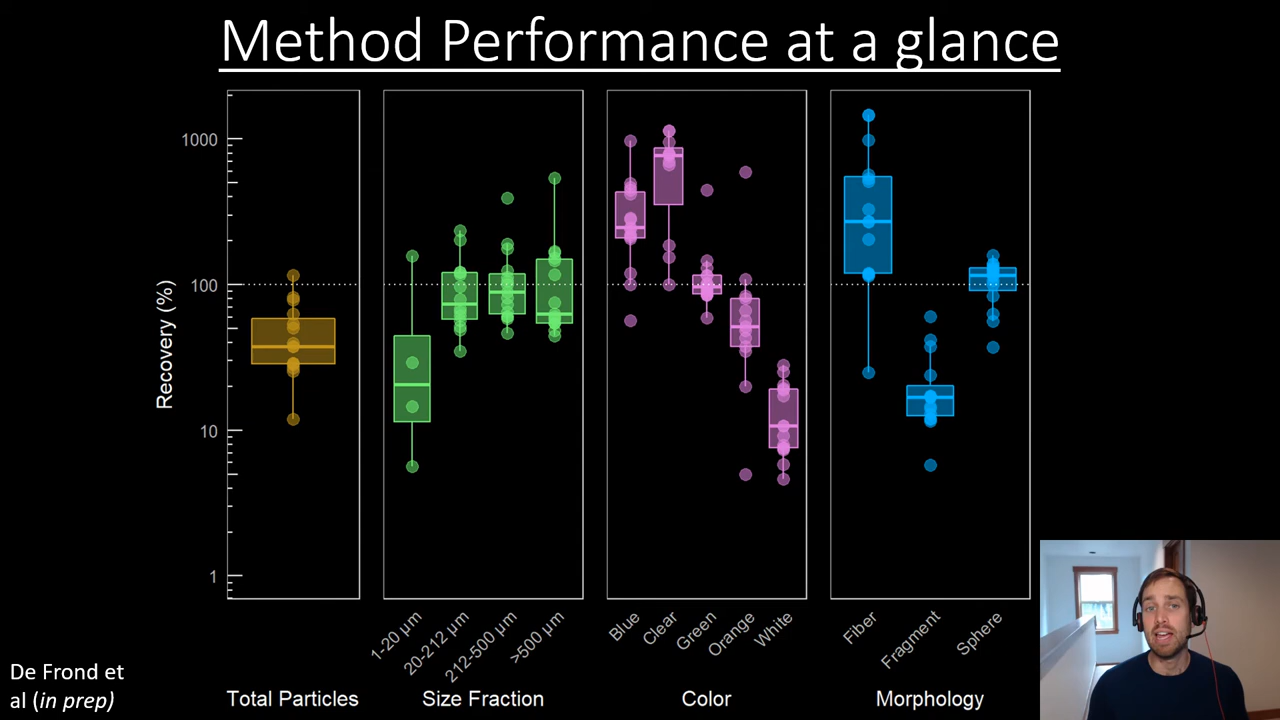 Method Performance at a glance
Recovery (%)
1000
100
10
1
1-20 µm
20-212 µm
212-500 µm
>500 µm
Blue
Clear
Green
Orange
White
Fiber
Fragment
Sphere
Total Particles
Size Fraction
Color
Morphology
De Frond et
al (in prep)